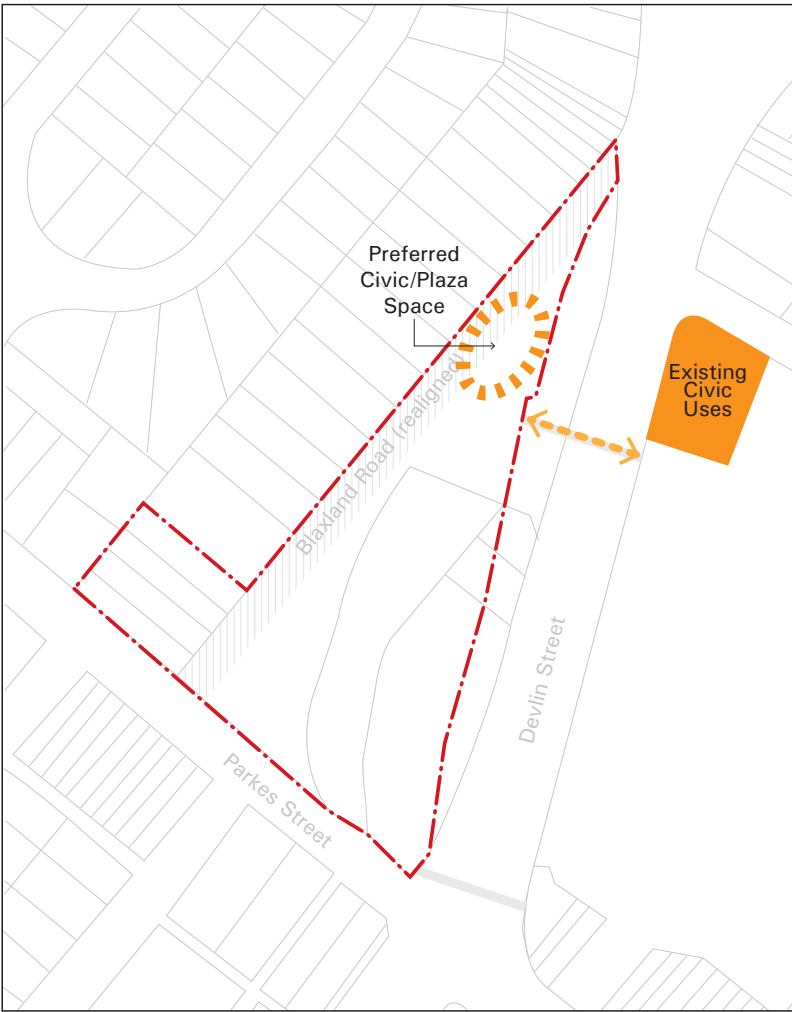 Preferred
Civic/Plaza
Space
Existing
Civic
Uses
Blaxland Road (realigned)
Devlin Street
Parkes Street